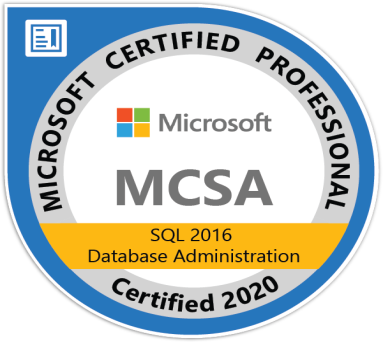 MICROSOFT CERTIFIED PROFESSIONAL
Microsoft
MCSA
SQL 2016
Database Administration
Certified 2020